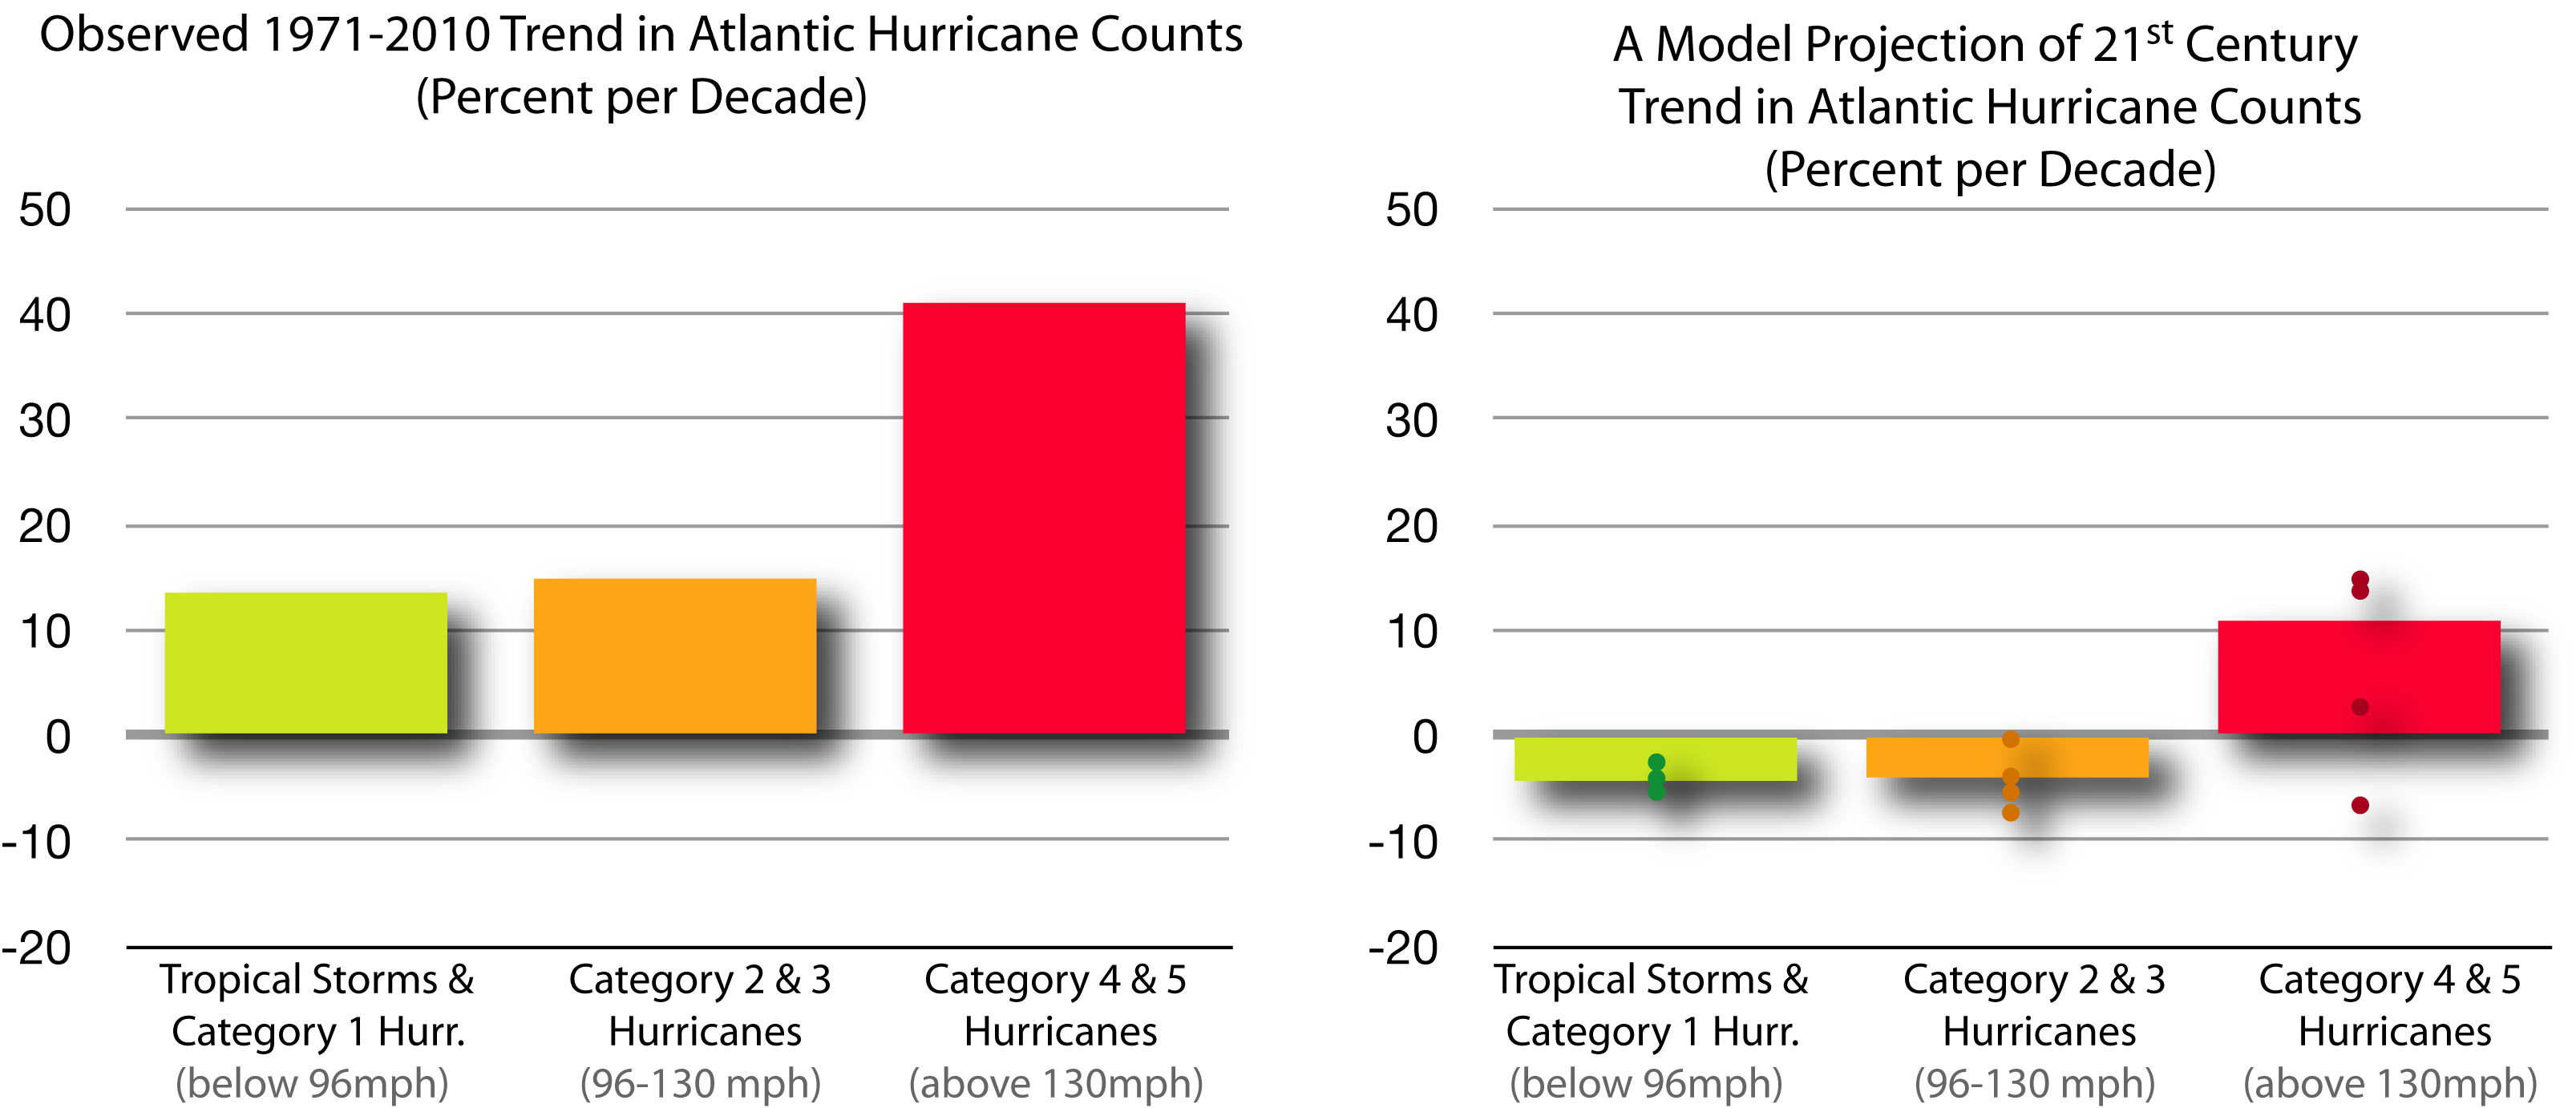 Observed 1971-2010 Trend in Atlantic Hurricane Counts
(Percent per Decade)
50
40
30
20
10
0
-10
-20
Tropical Storms &
Category 1 Hurr.
(below 96mph)
Category 2 & 3
Hurricanes
(96-130 mph)
Category 4 & 5
Hurricanes
(above 130mph)
A Model Projection of 21st Century
Trend in Atlantic Hurricane Counts
(Percent per Decade)
50
40
30
20
10
0
-10
-20
Tropical Storms &
Category 1 Hurr.
(below 96mph)
Category 2 & 3
Hurricanes
(96-130 mph)
Category 4 & 5
Hurricanes
(above 130mph)